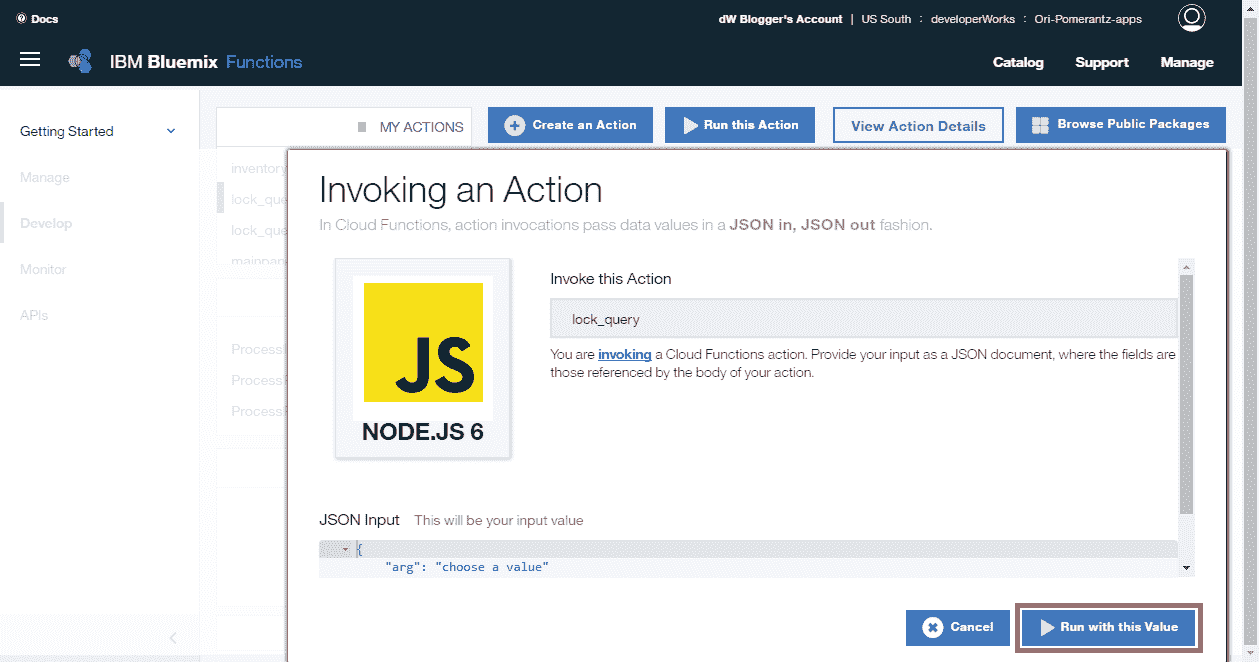 Docs
dW Blogger's Account | US South : developerWorks : Ori-Pomerantz-apps
IBM Bluemix Functions
Catalog Support Manage
Getting Started
Manage
Develop
Monitor
APIs
MY ACTIONS
Create an Action
Run this Action
View Action Details
Browse Public Packages
inventory
lock_que
lock_que
mainpan
Process
Process
Process
Invoking an Action
In Cloud Functions, action invocations pass data values in a JSON in, JSON out fashion.
JS
NODE.JS 6
Invoke this Action
lock_query
You are invoking a Cloud Functions action. Provide your input as a JSON document, where the fields are
those referenced by the body of your action.
JSON Input This will be your input value
{
"arg": "choose a value"
Cancel
Run with this Value